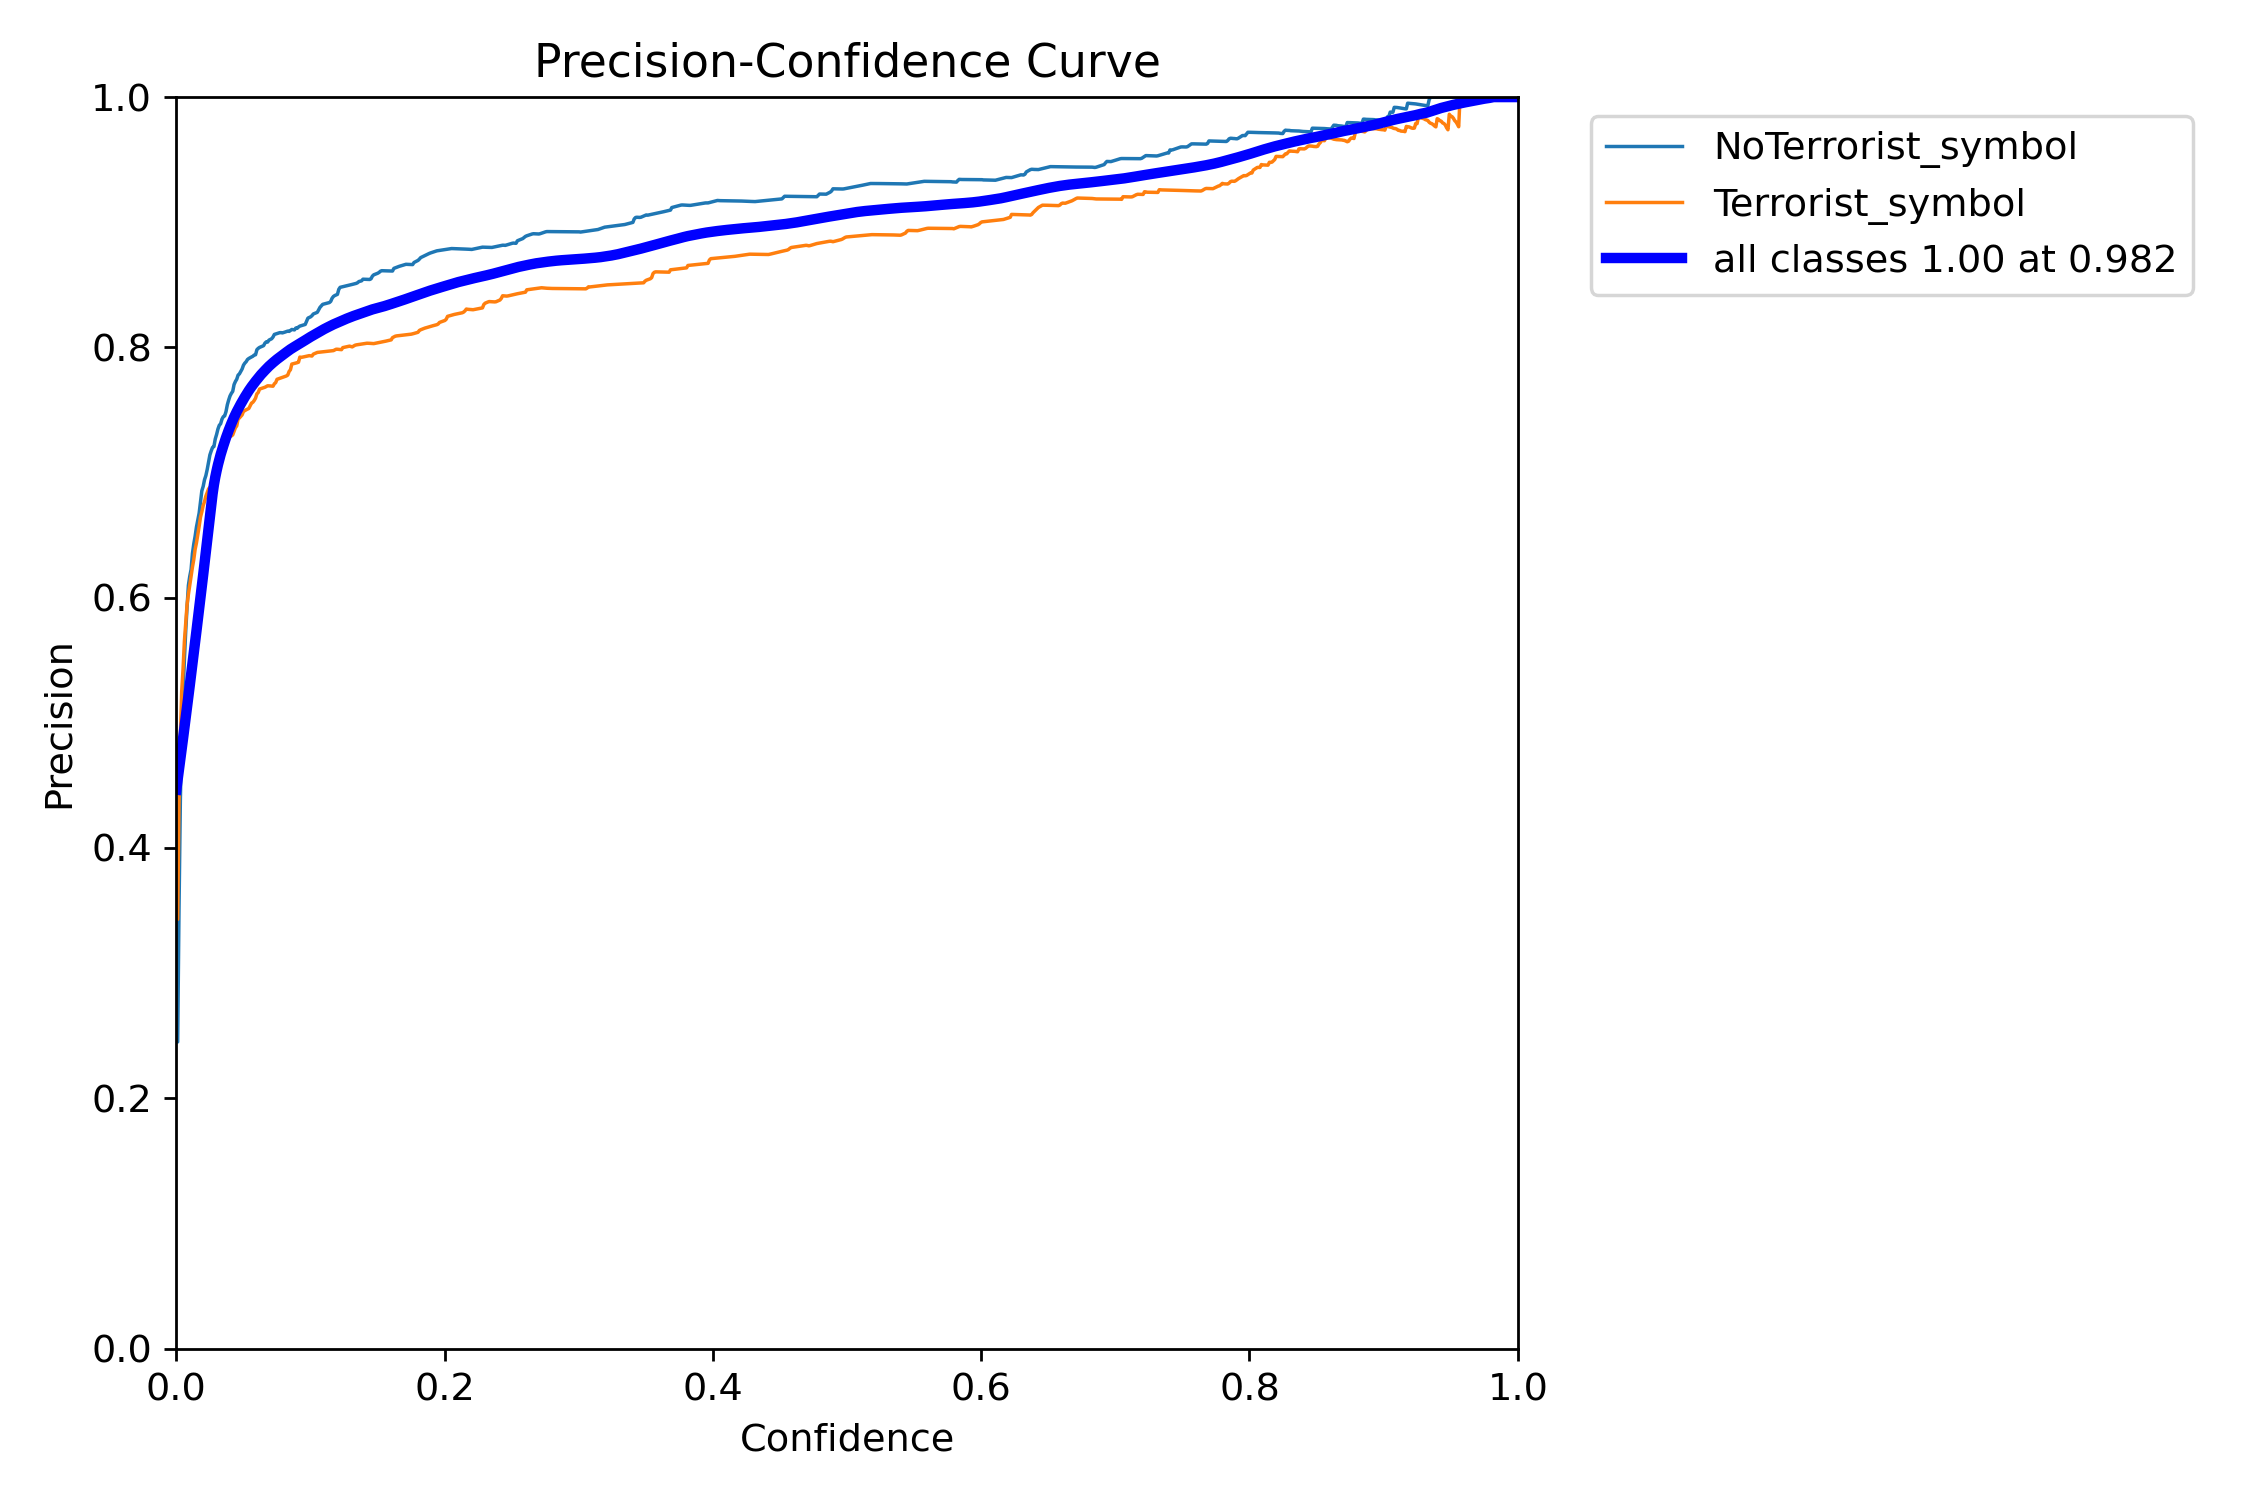 Precision-Confidence Curve
1.0
0.8
0.6
0.4
0.2
0.0
Precision
0.0 0.2 0.4 0.6 0.8 1.0
Confidence
NoTerrorist_symbol
Terrorist_symbol
all classes 1.00 at 0.982